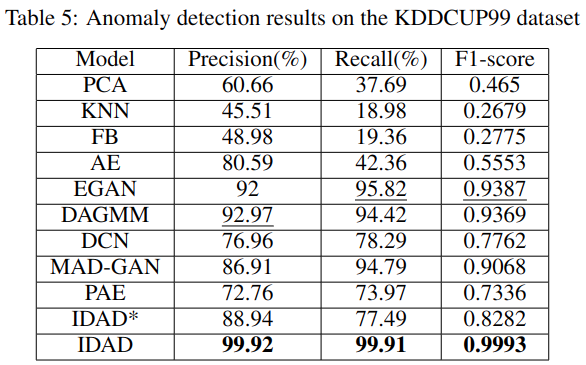 Table 5: Anomaly detection results on the KDDCUP99 dataset
Model Precision(%) Recall(%) F1-score
PCA 60.66 37.69 0.465
KNN 45.51 18.98 0.2679
FB 48.98 19.36 0.2775
AE 80.59 42.36 0.5553
EGAN 92 95.82 0.9387
DAGMM 92.97 94.42 0.9369
DCN 76.96 78.29 0.7762
MAD-GAN 86.91 94.79 0.9068
PAE 72.76 73.97 0.7336
IDAD* 88.94 77.49 0.8282
IDAD 99.92 99.91 0.9993